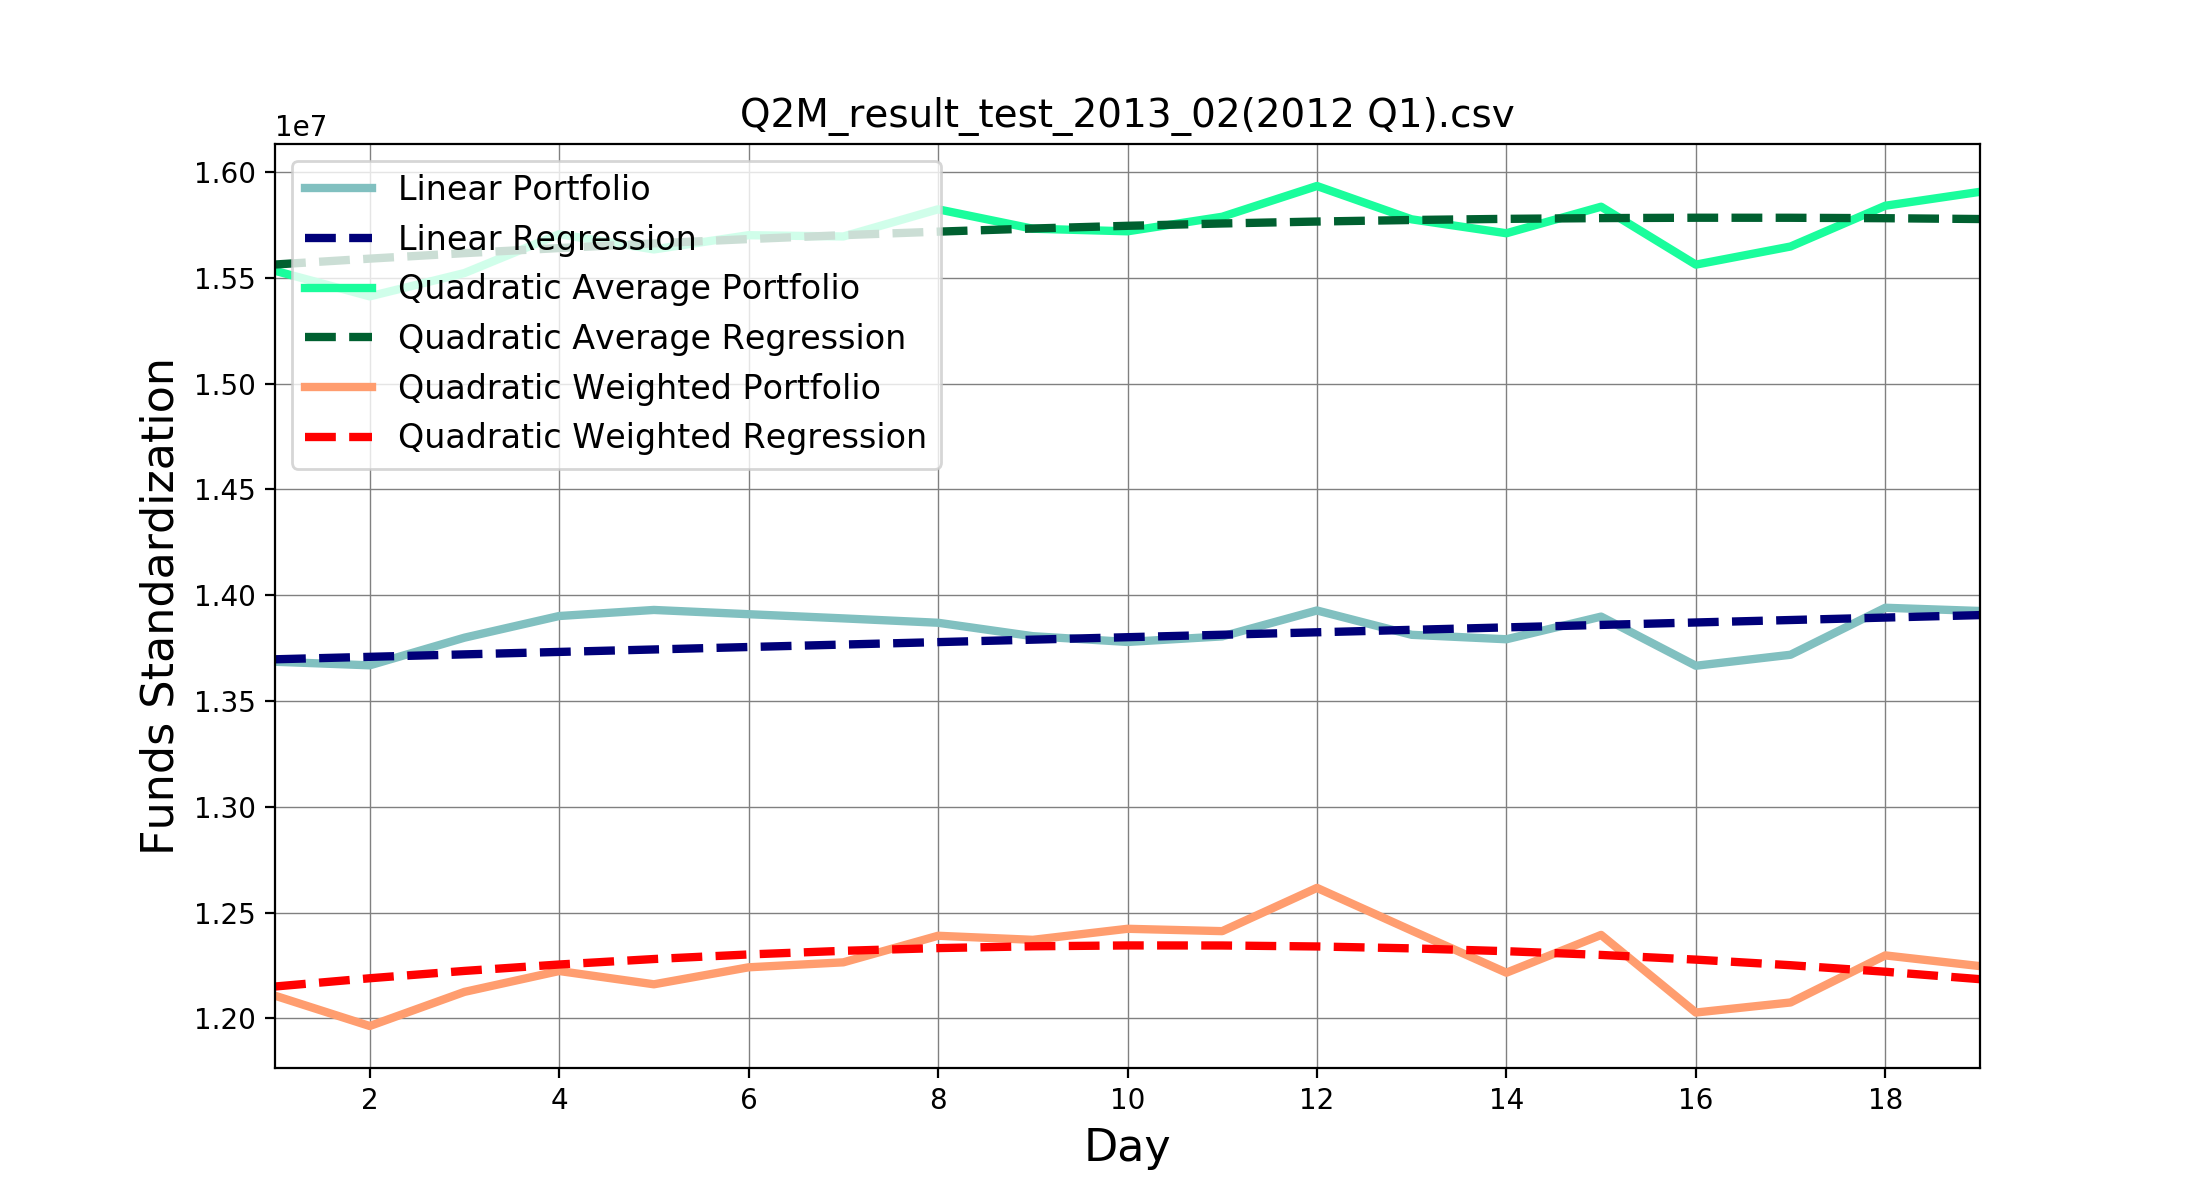 Q2M_result_test_2013_02(2012 Q1).csv
1e7
1.60
1.55
1.50
1.45
1.40
1.35
1.30
1.25
1.20
Funds Standardization
Linear Portfolio
Linear Regression
Quadratic Average Portfolio
Quadratic Average Regression
Quadratic Weighted Portfolio
Quadratic Weighted Regression
2 4 6 8 10 12 14 16 18
Day